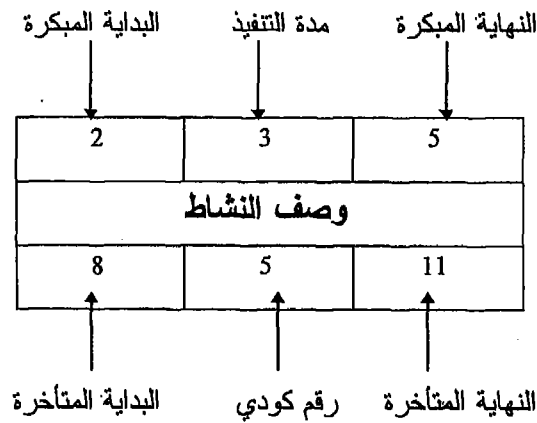 النهاية المبكرة مدة التنفيذ البداية المبكرة
2 3 5
وصف النشاط
8 5 11
النهاية المتأخرة رقم كودي البداية المتأخرة